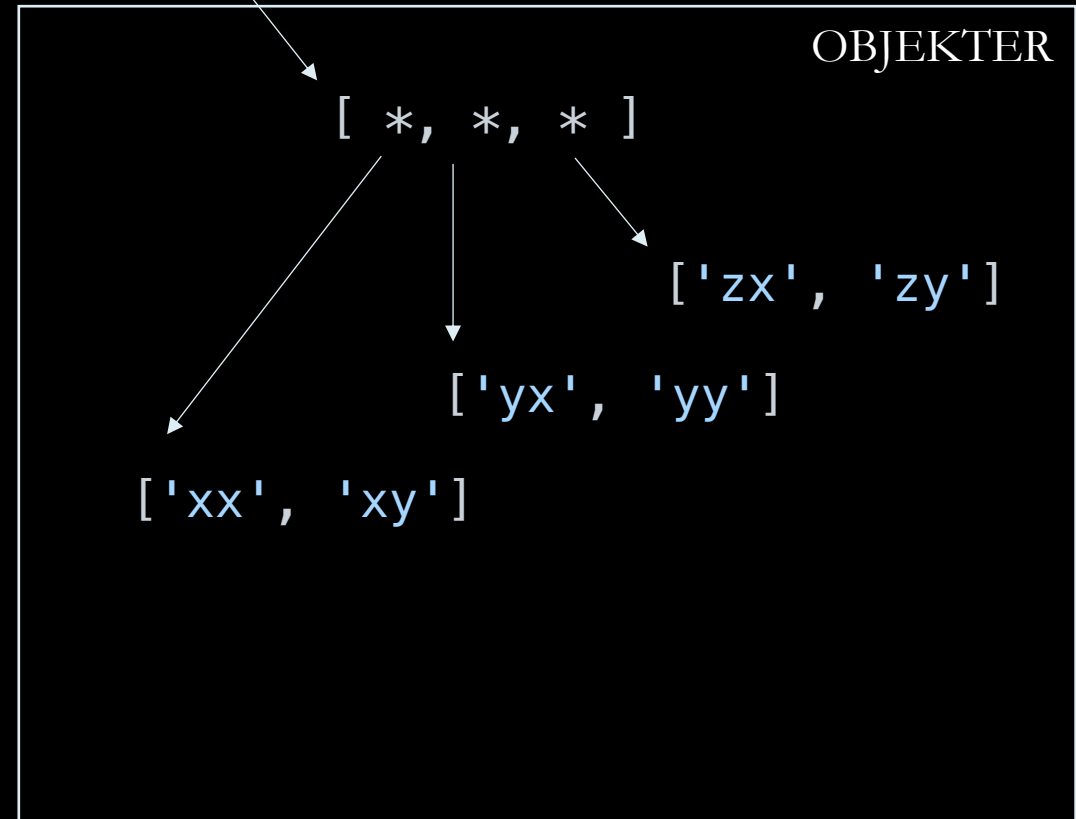 OBJEKTER
[ *, *, * ]
['zx', 'zy']
['yx', 'yy']
['xx', 'xy']